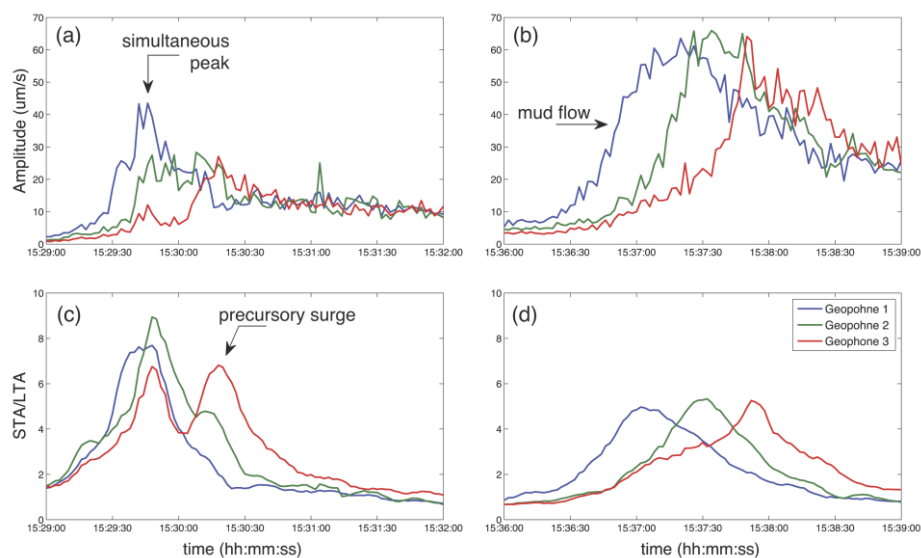 (a)
simultaneous
peak
Amplitude (um/s)
70
60
50
40
30
20
10
0
15:29:00 15:29:30 15:30:00 15:30:30 15:31:00 15:31:30 15:32:00
(b)
mud flow
70
60
50
40
30
20
10
0
15:36:00 15:36:30 15:37:00 15:37:30 15:38:00 15:38:30 15:39:00
(c)
precursory surge
STA/LTA
10
8
6
4
2
0
15:29:00 15:29:30 15:30:00 15:30:30 15:31:00 15:31:30 15:32:00
time (hh:mm:ss)
(d)
Geopohne 1
Geopohne 2
Geophone 3
10
8
6
4
2
0
15:36:00 15:36:30 15:37:00 15:37:30 15:38:00 15:38:30 15:39:00
time (hh:mm:ss)